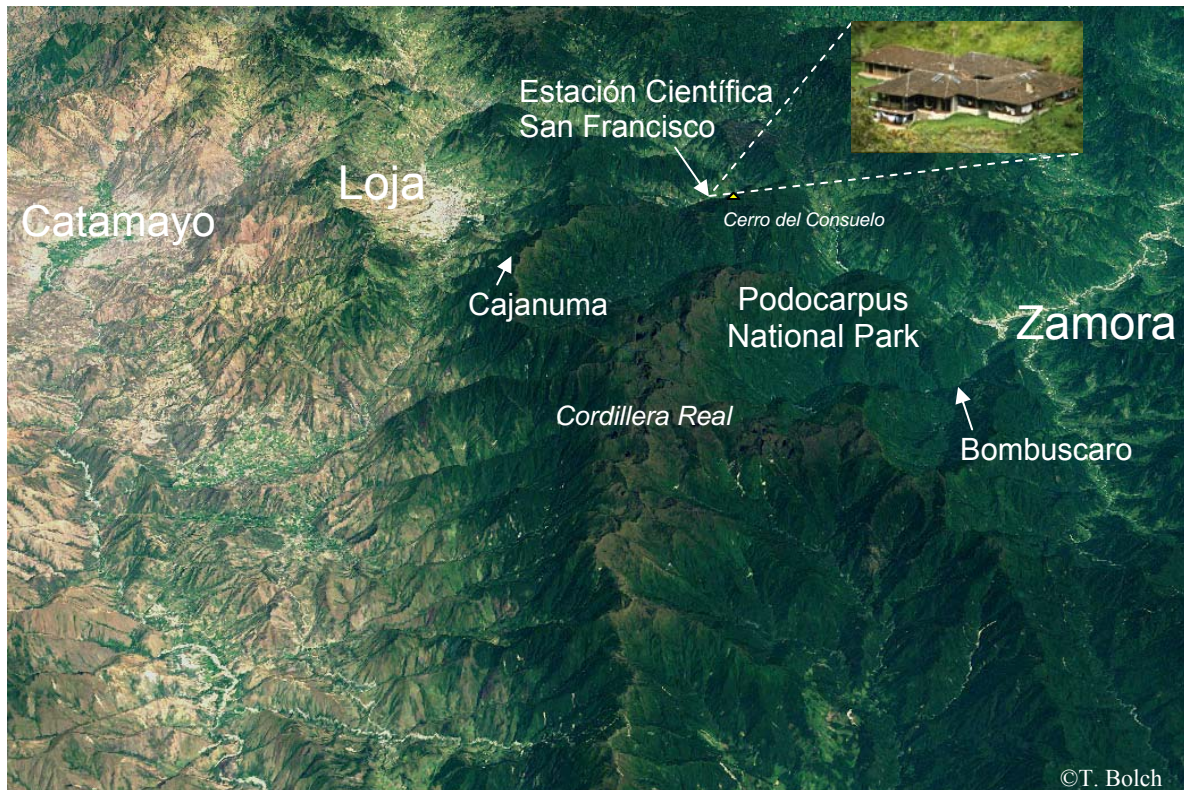 Estación Científica
San Francisco
Loja
Catamayo
Cerro del Consuelo
Cajanuma
Podocarpus
National Park
Zamora
Cordillera Real
Bombuscaro
©T. Bolch